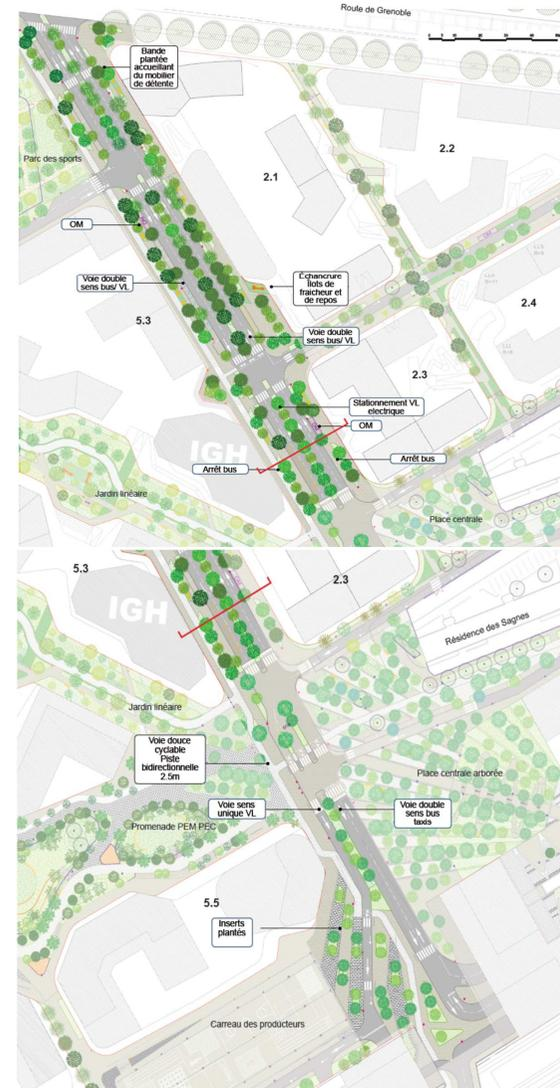 Route de Grenoble
Bande
plantée
accueillant
du mobilier
de détente
2.2
Parc des sports
2.1
OM
Échancrure
îlots de
fraicheur et
de repos
Voie double
sens bus/ VL
2.4
5.3
Voie double
sens bus/ VL
2.3
Stationnement VL
electrique
OM
IGH
Arrêt bus
Arrêt bus
Jardin linéaire
Place centrale
5.3
2.3
IGH
Résidence des Sagnes
Jardin linéaire
Voie douce
cyclable
Piste
bidirectionnelle
2.5m
Place centrale arborée
Voie sens
unique VL
Voie double
sens bus
taxis
Promenade PEM PEC
5.5
Inserts
plantés
Carreau des producteurs